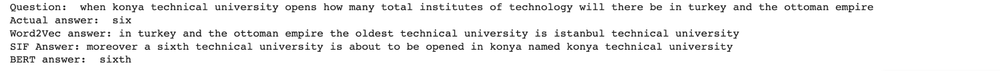 Question:  when konya technical university opens how many total institutes of technology will there be in turkey and the ottoman empire
Actual answer:  six
Word2Vec answer: in turkey and the ottoman empire the oldest technical university is istanbul technical university
SIF Answer: moreover a sixth technical university is about to be opened in konya named konya technical university
BERT answer:  sixth